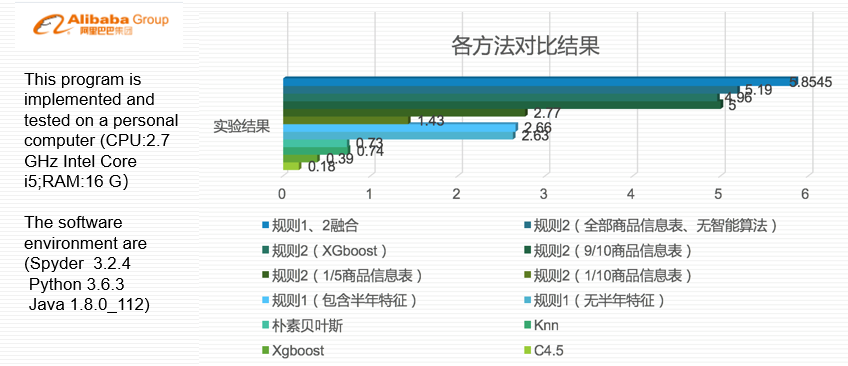 Alibaba Group
阿里巴巴集团
This program is
implemented and
tested on a personal
computer (CPU:2.7
GHz Intel Core
i5;RAM:16 G)
The software
environment are
(Spyder 3.2.4
Python 3.6.3
Java 1.8.0_112)
各方法对比结果
实验结果
5.8545
5.19
4.96
5
2.77
1.43
2.66
2.63
0.73
0.74
0.39
0.18
0 1 2 3 4 5 6
规则1、2融合
规则2（全部商品信息表、无智能算法）
规则2（XGboost）
规则2（9/10商品信息表）
规则2（1/5商品信息表）
规则2（1/10商品信息表）
规则1（包含半年特征）
规则1（无半年特征）
朴素贝叶斯
Knn
Xgboost
C4.5